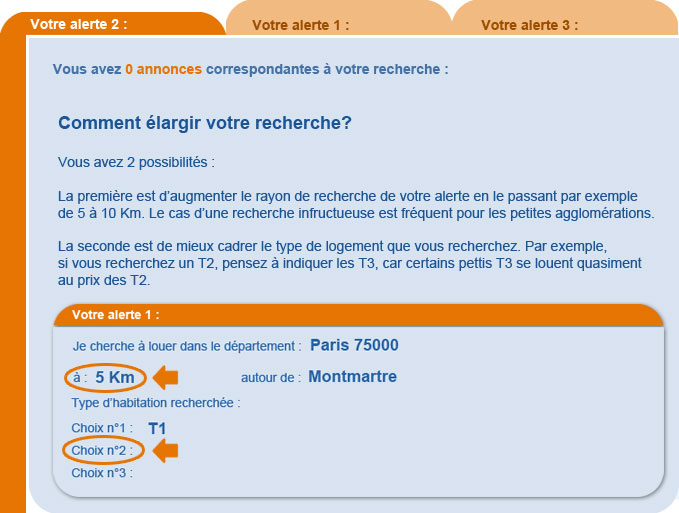 Votre alerte 2 :
Votre alerte 1 :
Votre alerte 3 :
Vous avez 0 annonces correspondantes à votre recherche :
Comment élargir votre recherche?
Vous avez 2 possibilités :
La première est d'augmenter le rayon de recherche de votre alerte en le passant par exemple
de 5 à 10 Km. Le cas d'une recherche infructueuse est fréquent pour les petites agglomérations.
La seconde est de mieux cadrer le type de logement que vous recherchez. Par exemple,
si vous recherchez un T2, pensez à indiquer les T3, car certains pettis T3 se louent quasiment
au prix des T2.
Votre alerte 1 :
Je cherche à louer dans le département : Paris 75000
à : 5 Km autour de : Montmartre
Type d'habitation recherchée :
Choix n°1 : T1
Choix n°2 :
Choix n°3 :